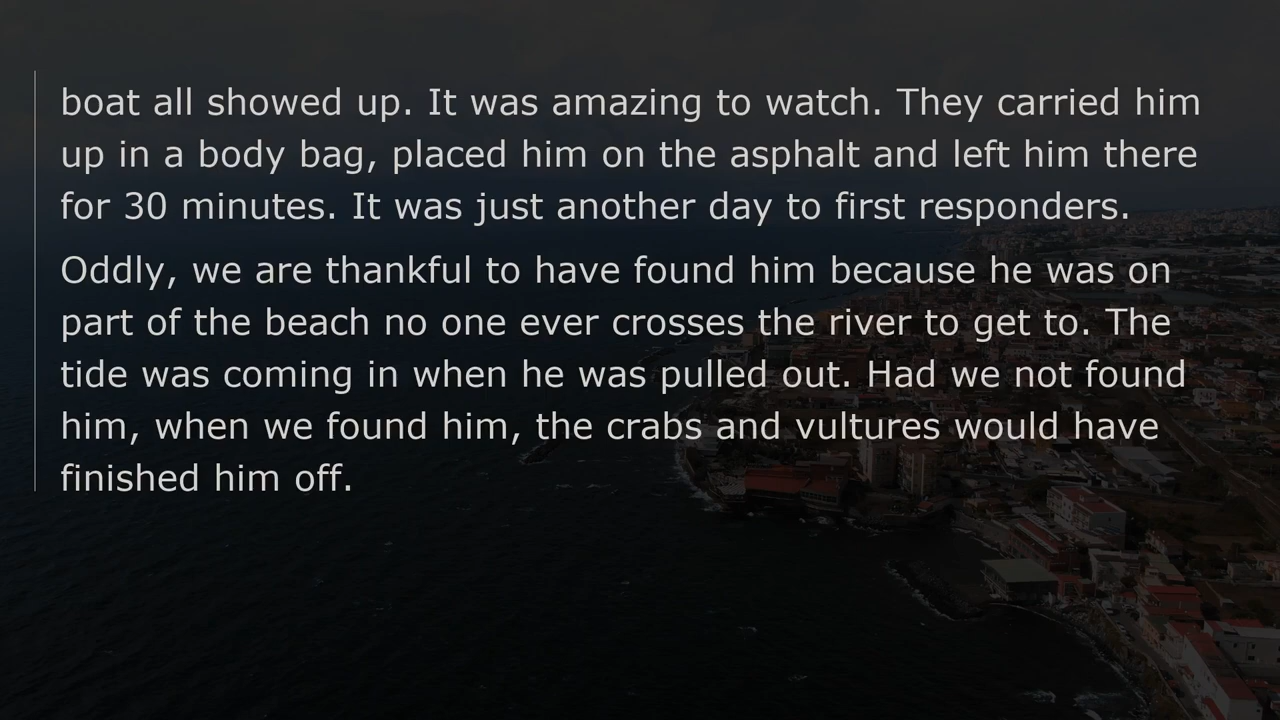 boat all showed up. It was amazing to watch. They carried him
up in a body bag, placed him on the asphalt and left him there
for 30 minutes. It was just another day to first responders.
Oddly, we are thankful to have found him because he was on
part of the beach no one ever crosses the river to get to. The
tide was coming in when he was pulled out. Had we not found
him, when we found him, the crabs and vultures would have
finished him off.